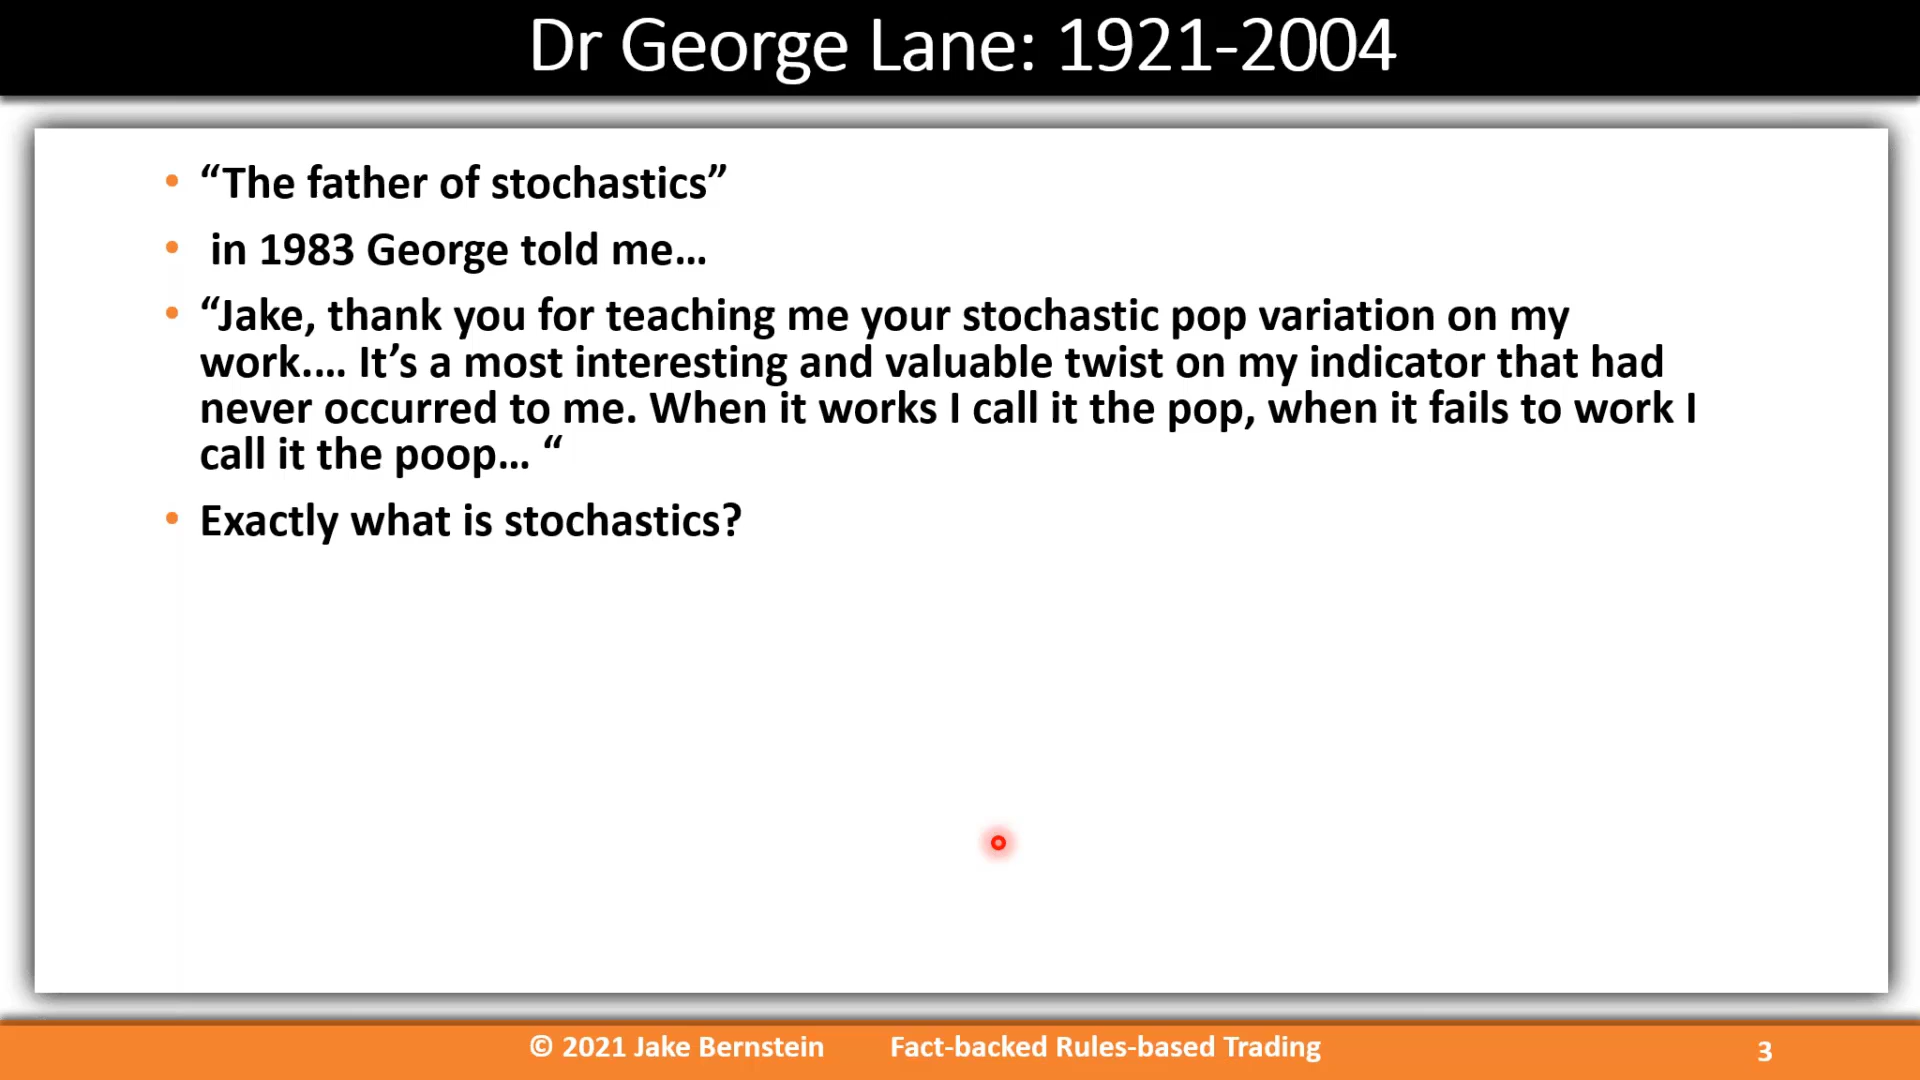 Dr George Lane: 1921-2004
• “The father of stochastics”
• in 1983 George told me…
• “Jake, thank you for teaching me your stochastic pop variation on my
work.… It’s a most interesting and valuable twist on my indicator that had
never occurred to me. When it works I call it the pop, when it fails to work I
call it the poop… “
• Exactly what is stochastics?
© 2021 Jake Bernstein Fact-backed Rules-based Trading 3